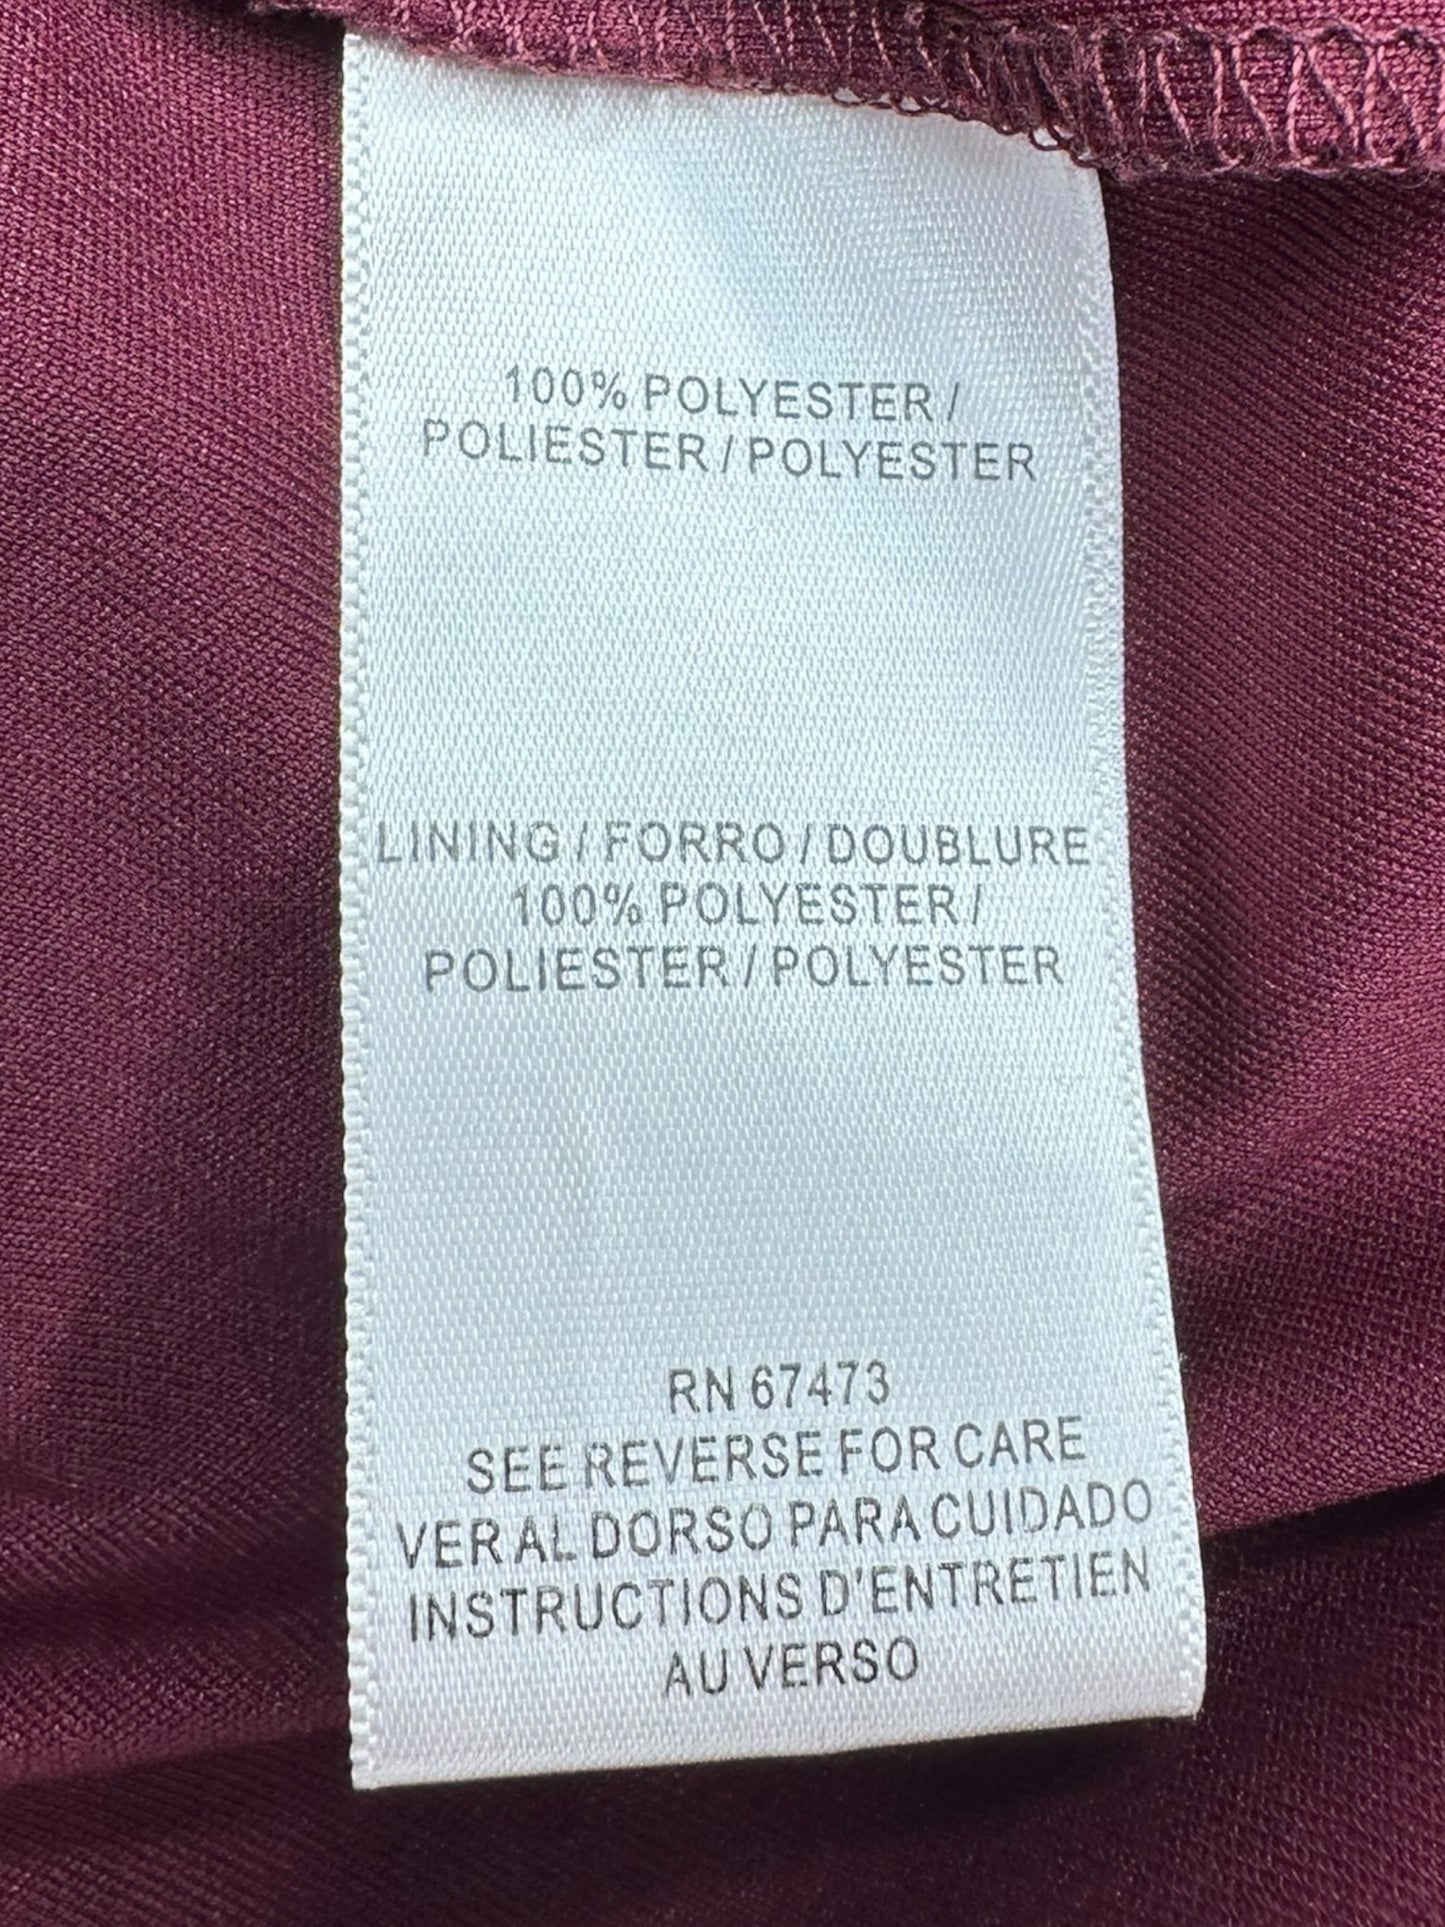 100% POLYESTER /
POLIESTER / POLYESTER
LINING / FORRO / DOUBLURE
100% POLYESTER /
POLIESTER / POLYESTER
RN 67473
SEE REVERSE FOR CARE
VER AL DORSO PARA CUIDADO
INSTRUCTIONS D'ENTRETIEN
AU VERSO